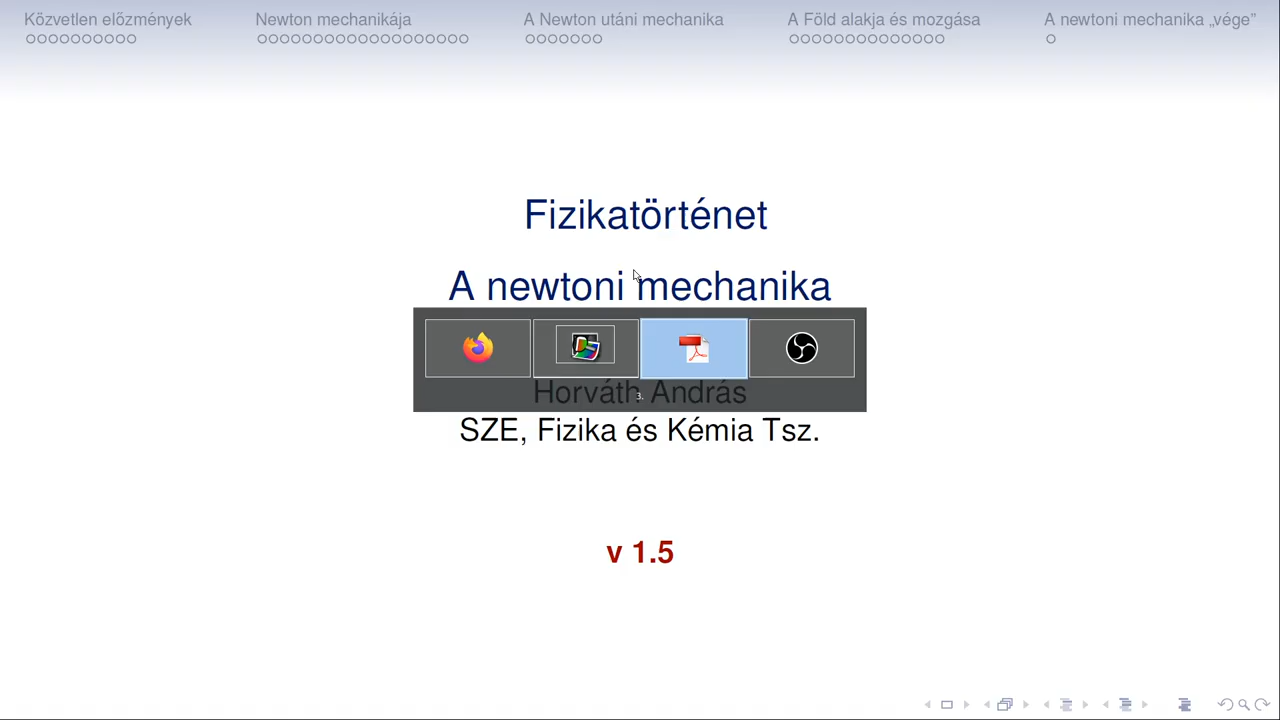 Közvetlen előzmények
Newton mechanikája
A Newton utáni mechanika
A Föld alakja és mozgása
A newtoni mechanika „vége”
Fizikatörténet
A newtoni mechanika
Horváth András
3.
SZE, Fizika és Kémia Tsz.
v 1.5